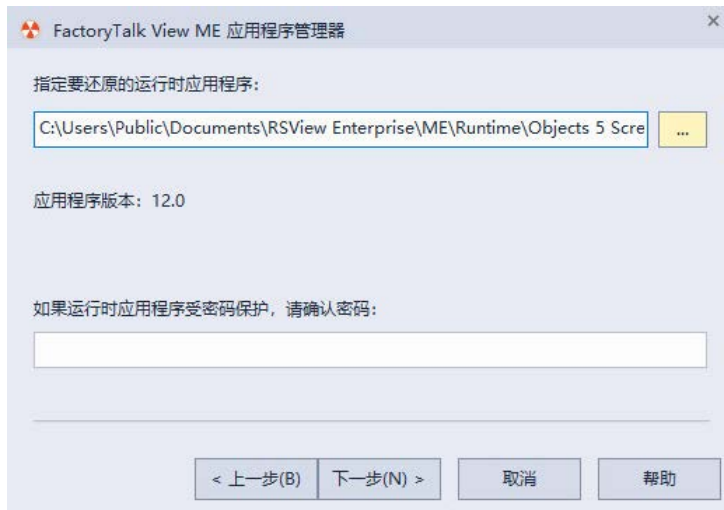 FactoryTalk View ME 应用程序管理器
指定要还原的运行时应用程序:
C:\Users\Public\Documents\RSView Enterprise\ME\Runtime\Objects 5 Scre
...
应用程序版本: 12.0
如果运行时应用程序受密码保护, 请确认密码:
< 上一步(B) 下一步(N) > 取消 帮助